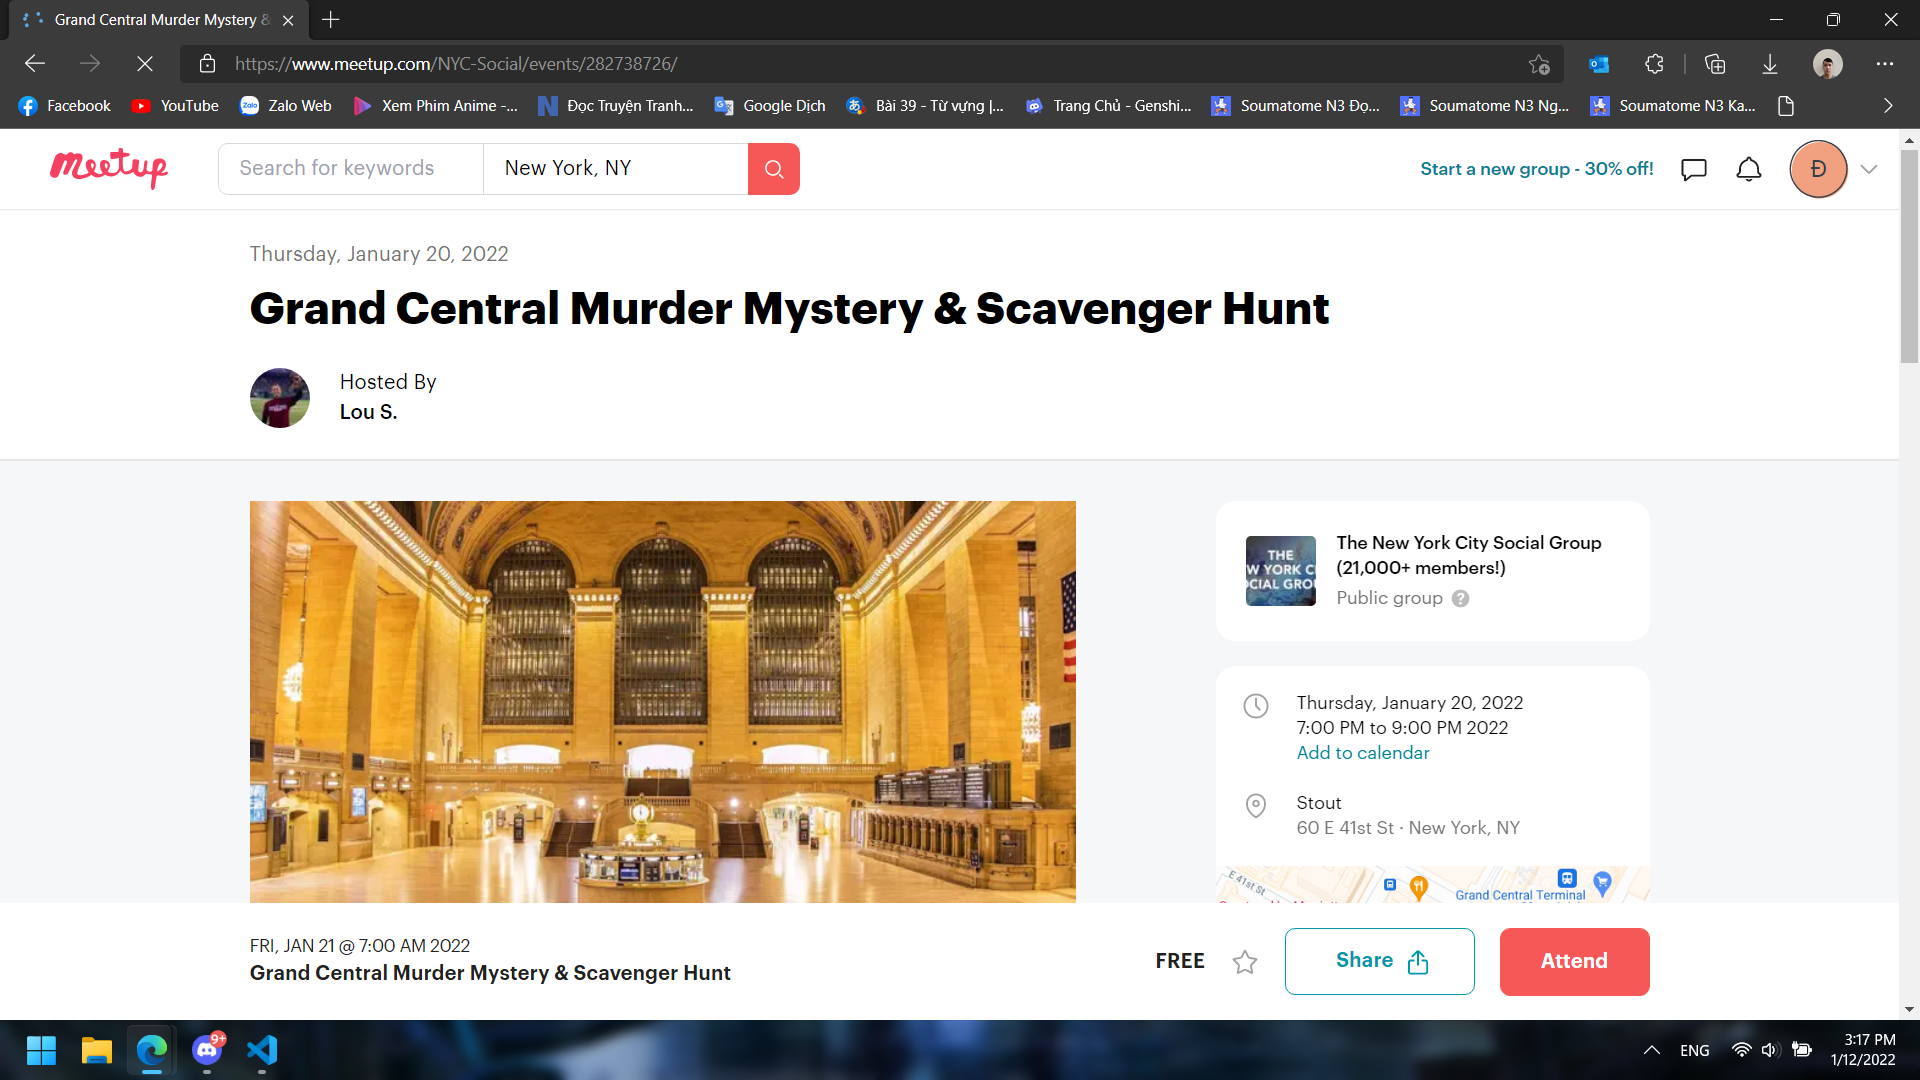 Grand Central Murder Mystery &
https://www.meetup.com/NYC-Social/events/282738726/
Facebook
YouTube
Zalo Web
Xem Phim Anime -...
Đọc Truyện Tranh...
Google Dịch
Bài 39 - Từ vựng |...
Trang Chủ - Genshi...
Soumatome N3 Đọ...
Soumatome N3 Ng...
Soumatome N3 Ka...
meetup
Search for keywords
New York, NY
Start a new group - 30% off!
Đ
Thursday, January 20, 2022
Grand Central Murder Mystery & Scavenger Hunt
Hosted By
Lou S.
THE
W YORK C
OCIAL GROU
The New York City Social Group
(21,000+ members!)
Public group
Thursday, January 20, 2022
7:00 PM to 9:00 PM 2022
Add to calendar
Stout
60 E 41st St · New York, NY
E 41st St
Grand Central Terminal
FRI, JAN 21 @ 7:00 AM 2022
Grand Central Murder Mystery & Scavenger Hunt
FREE
Share
Attend
9+
ENG
3:17 PM
1/12/2022